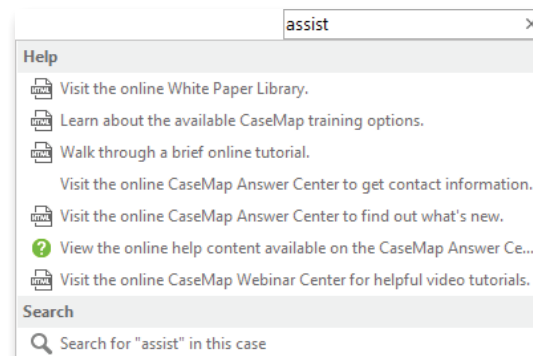 assist
Help
Visit the online White Paper Library.
Learn about the available CaseMap training options.
Walk through a brief online tutorial.
Visit the online CaseMap Answer Center to get contact information.
Visit the online CaseMap Answer Center to find out what's new.
View the online help content available on the CaseMap Answer Ce...
Visit the online CaseMap Webinar Center for helpful video tutorials.
Search
Search for "assist" in this case